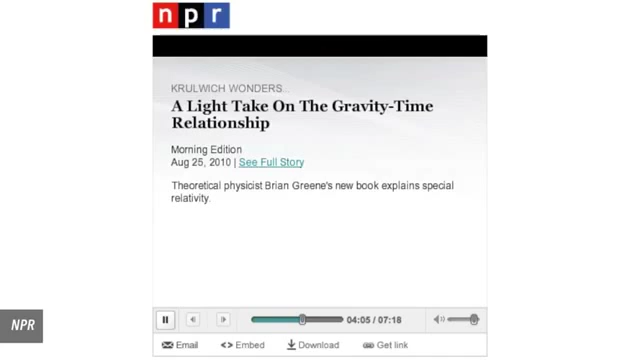 npr
KRULWICH WONDERS...
A Light Take On The Gravity-Time
Relationship
Morning Edition
Aug 25, 2010 | See Full Story
Theoretical physicist Brian Greene's new book explains special
relativity.
04:05 / 07:18
Email <> Embed Download Get link
NPR